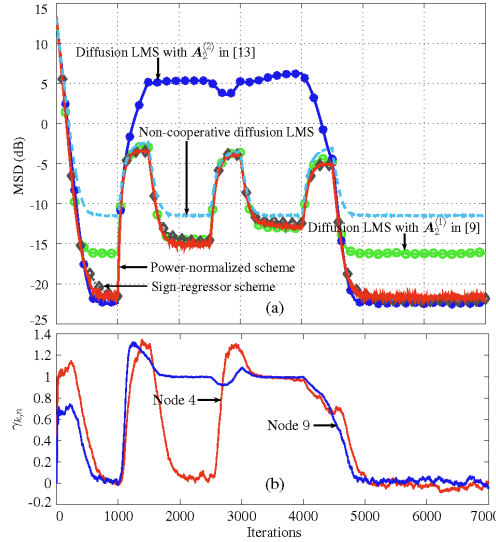 15
10
5
0
-5
-10
-15
-20
-25
MSD (dB)
Diffusion LMS with A₂⁽²⁾ in [13]
Non-cooperative diffusion LMS
Diffusion LMS with A₂⁽¹⁾ in [9]
Power-normalized scheme
Sign-regressor scheme
(a)
1.4
1.2
1
0.8
0.6
0.4
0.2
0
-0.2
γk,n
Node 4
Node 9
(b)
0 1000 2000 3000 4000 5000 6000 7000
Iterations